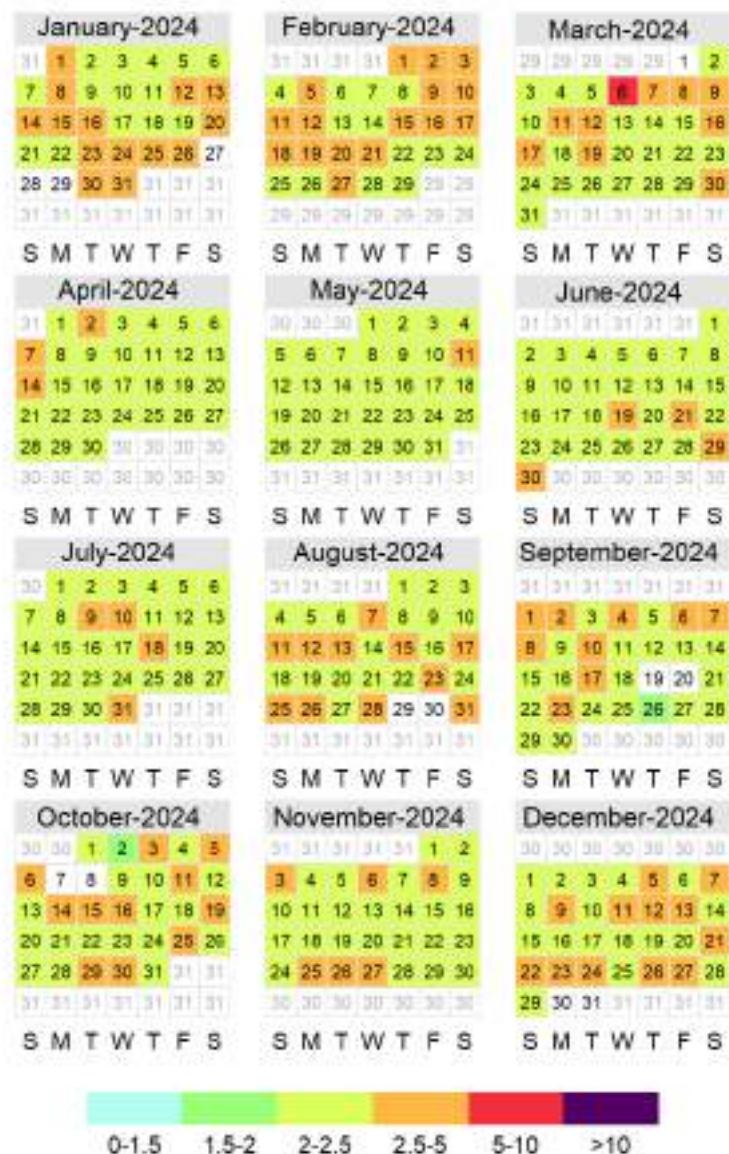 January-2024 February-2024 March-2024
31 1 2 3 4 5 6 31 31 31 31 1 2 3 29 29 29 29 29 1 2
7 8 9 10 11 12 13 4 5 6 7 8 9 10 3 4 5 6 7 8 9
14 15 16 17 18 19 20 11 12 13 14 15 16 17 10 11 12 13 14 15 16
21 22 23 24 25 26 27 18 19 20 21 22 23 24 17 18 19 20 21 22 23
28 29 30 31 31 31 31 25 26 27 28 29 29 29 24 25 26 27 28 29 30
31 31 31 31 31 31 31 29 29 29 29 29 29 29 31 31 31 31 31 31 31
S M T W T F S S M T W T F S S M T W T F S
April-2024 May-2024 June-2024
31 1 2 3 4 5 6 30 30 30 1 2 3 4 31 31 31 31 31 31 1
7 8 9 10 11 12 13 5 6 7 8 9 10 11 2 3 4 5 6 7 8
14 15 16 17 18 19 20 12 13 14 15 16 17 18 9 10 11 12 13 14 15
21 22 23 24 25 26 27 19 20 21 22 23 24 25 16 17 18 19 20 21 22
28 29 30 30 30 30 30 26 27 28 29 30 31 31 23 24 25 26 27 28 29
30 30 30 30 30 30 30 31 31 31 31 31 31 31 30 30 30 30 30 30 30
S M T W T F S S M T W T F S S M T W T F S
July-2024 August-2024 September-2024
30 1 2 3 4 5 6 31 31 31 31 1 2 3 31 31 31 31 31 31 31
7 8 9 10 11 12 13 4 5 6 7 8 9 10 1 2 3 4 5 6 7
14 15 16 17 18 19 20 11 12 13 14 15 16 17 8 9 10 11 12 13 14
21 22 23 24 25 26 27 18 19 20 21 22 23 24 15 16 17 18 19 20 21
28 29 30 31 31 31 31 25 26 27 28 29 30 31 22 23 24 25 26 27 28
31 31 31 31 31 31 31 31 31 31 31 31 31 31 29 30 30 30 30 30 30
S M T W T F S S M T W T F S S M T W T F S
October-2024 November-2024 December-2024
30 30 1 2 3 4 5 31 31 31 31 31 1 2 30 30 30 30 30 30 30
6 7 8 9 10 11 12 3 4 5 6 7 8 9 1 2 3 4 5 6 7
13 14 15 16 17 18 19 10 11 12 13 14 15 16 8 9 10 11 12 13 14
20 21 22 23 24 25 26 17 18 19 20 21 22 23 15 16 17 18 19 20 21
27 28 29 30 31 31 31 24 25 26 27 28 29 30 22 23 24 25 26 27 28
31 31 31 31 31 31 31 30 30 30 30 30 30 30 29 30 31 31 31 31 31
S M T W T F S S M T W T F S S M T W T F S
0-1.5 1.5-2 2-2.5 2.5-5 5-10 >10